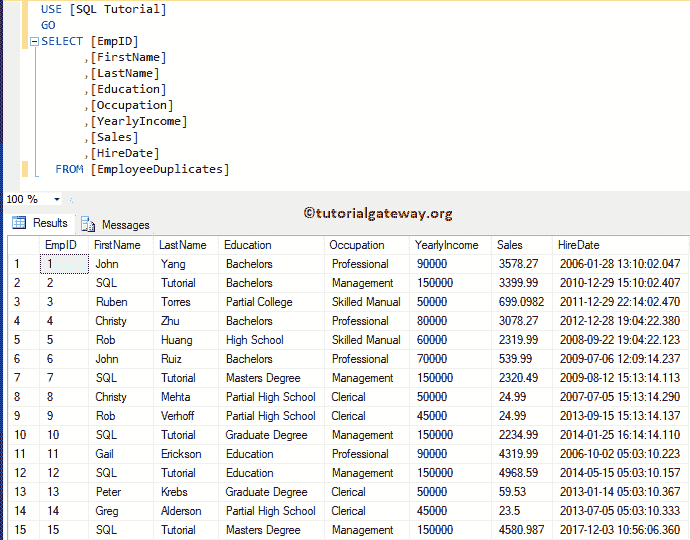 USE [SQL Tutorial]
GO
SELECT [EmpID]
,[FirstName]
,[LastName]
,[Education]
,[Occupation]
,[YearlyIncome]
,[Sales]
,[HireDate]
FROM [EmployeeDuplicates]
100 %
©tutorialgateway.org
Results Messages
EmpID FirstName LastName Education Occupation YearlyIncome Sales HireDate
1 1 John Yang Bachelors Professional 90000 3578.27 2006-01-28 13:10:02.047
2 2 SQL Tutorial Bachelors Management 150000 3399.99 2010-12-29 15:10:02.407
3 3 Ruben Torres Partial College Skilled Manual 50000 699.0982 2011-12-29 22:14:02.470
4 4 Christy Zhu Bachelors Professional 80000 3078.27 2012-12-28 19:04:22.380
5 5 Rob Huang High School Skilled Manual 60000 2319.99 2008-09-22 19:04:22.123
6 6 John Ruiz Bachelors Professional 70000 539.99 2009-07-06 12:09:14.237
7 7 SQL Tutorial Masters Degree Management 150000 2320.49 2009-08-12 15:13:14.113
8 8 Christy Mehta Partial High School Clerical 50000 24.99 2007-07-05 15:13:14.290
9 9 Rob Verhoff Partial High School Clerical 45000 24.99 2013-09-15 15:13:14.137
10 10 SQL Tutorial Graduate Degree Management 150000 2234.99 2014-01-25 16:14:14.110
11 11 Gail Erickson Education Professional 90000 4319.99 2006-10-02 05:03:10.223
12 12 SQL Tutorial Education Management 150000 4968.59 2014-05-15 05:03:10.157
13 13 Peter Krebs Graduate Degree Clerical 50000 59.53 2013-01-14 05:03:10.367
14 14 Greg Alderson Partial High School Clerical 45000 23.5 2013-07-05 05:03:10.333
15 15 SQL Tutorial Masters Degree Management 150000 4580.987 2017-12-03 10:56:06.360